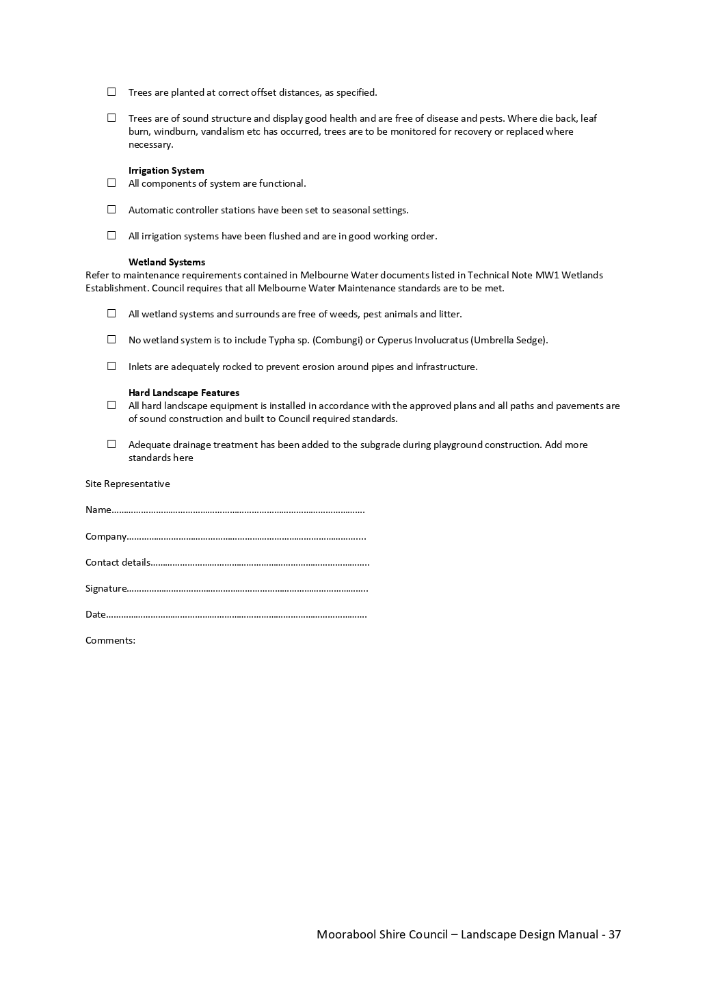 ☐ Trees are planted at correct offset distances, as specified.
☐ Trees are of sound structure and display good health and are free of disease and pests. Where die back, leaf
burn, windburn, vandalism etc has occurred, trees are to be monitored for recovery or replaced where
necessary.
Irrigation System
☐ All components of system are functional.
☐ Automatic controller stations have been set to seasonal settings.
☐ All irrigation systems have been flushed and are in good working order.
Wetland Systems
Refer to maintenance requirements contained in Melbourne Water documents listed in Technical Note MW1 Wetlands
Establishment. Council requires that all Melbourne Water Maintenance standards are to be met.
☐ All wetland systems and surrounds are free of weeds, pest animals and litter.
☐ No wetland system is to include Typha sp. (Combungi) or Cyperus Involucratus (Umbrella Sedge).
☐ Inlets are adequately rocked to prevent erosion around pipes and infrastructure.
Hard Landscape Features
☐ All hard landscape equipment is installed in accordance with the approved plans and all paths and pavements are
of sound construction and built to Council required standards.
☐ Adequate drainage treatment has been added to the subgrade during playground construction. Add more
standards here
Site Representative
Name……………………………………………………………………………………………….
Company……………………………………………………………………………………...
Contact details……………………………………………………………………………..
Signature……………………………………………………………………………………..
Date…………………………………………………………………………………………….
Comments:
Moorabool Shire Council – Landscape Design Manual - 37